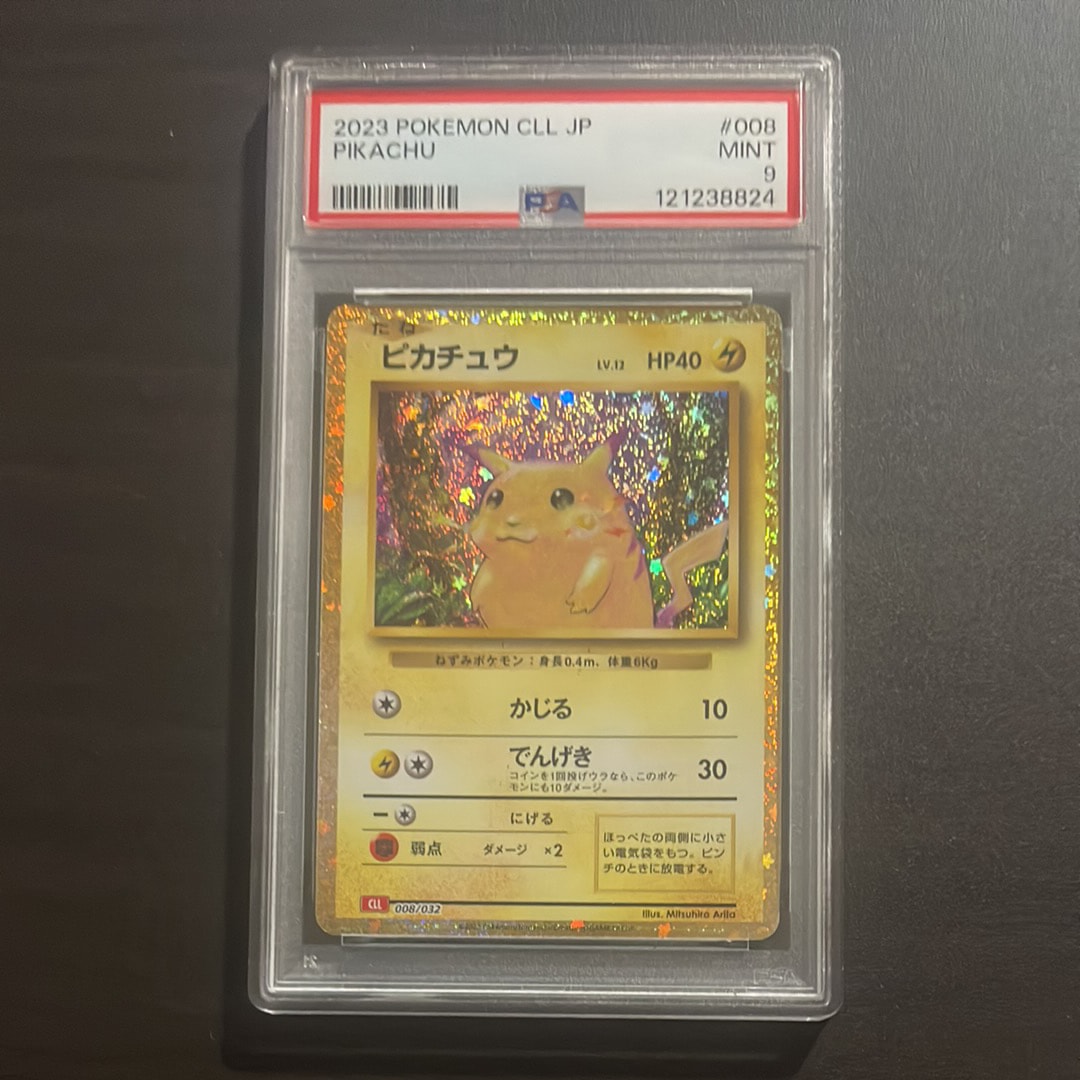 2023 POKEMON CLL JP #008
PIKACHU MINT
9
PSA 121238824
たね
ピカチュウ LV.12 HP40
ねずみポケモン：身長0.4m、体重6Kg
かじる 10
でんげき 30
コインを1回投げウラなら、このポケ
モンにも10ダメージ。
にげる
弱点 ダメージ ×2
ほっぺたの両側に小さ
い電気袋をもつ。ピン
チのときに放電する。
CLL 008/032
Illus. Mitsuhiro Arita